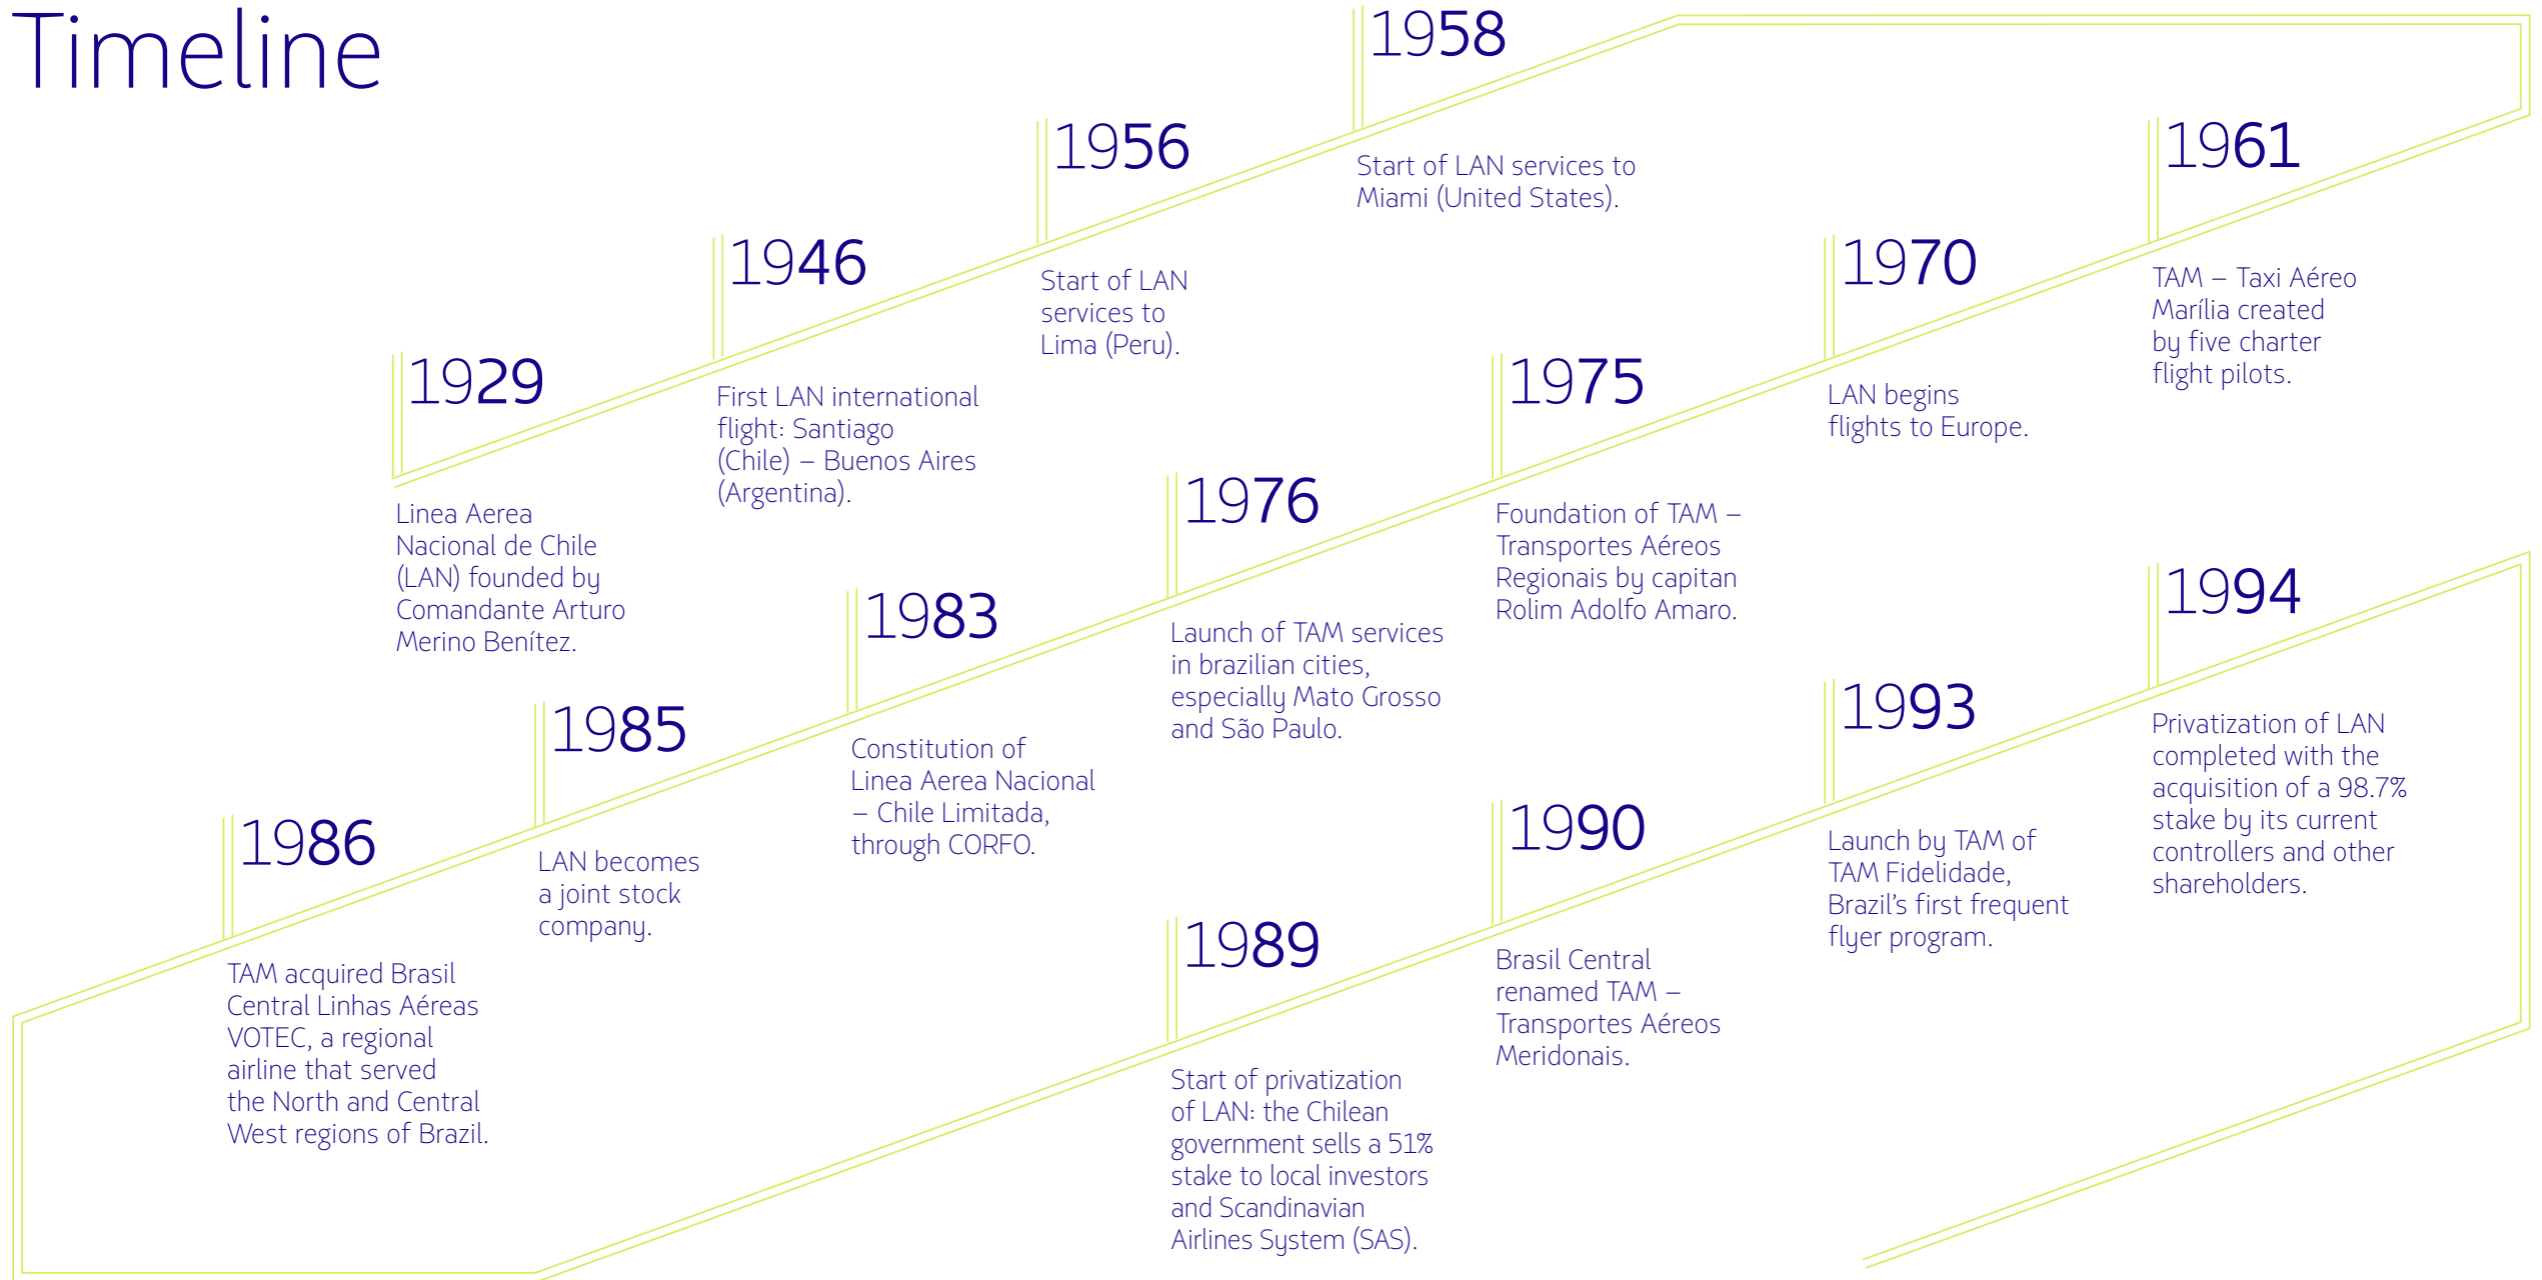 Timeline
1929
Linea Aerea
Nacional de Chile
(LAN) founded by
Comandante Arturo
Merino Benítez.
1946
First LAN international
flight: Santiago
(Chile) – Buenos Aires
(Argentina).
1956
Start of LAN
services to
Lima (Peru).
1958
Start of LAN services to
Miami (United States).
1961
TAM – Taxi Aéreo
Marília created
by five charter
flight pilots.
1970
LAN begins
flights to Europe.
1975
Foundation of TAM –
Transportes Aéreos
Regionais by capitan
Rolim Adolfo Amaro.
1976
Launch of TAM services
in brazilian cities,
especially Mato Grosso
and São Paulo.
1983
Constitution of
Linea Aerea Nacional
– Chile Limitada,
through CORFO.
1985
LAN becomes
a joint stock
company.
1986
TAM acquired Brasil
Central Linhas Aéreas
VOTEC, a regional
airline that served
the North and Central
West regions of Brazil.
1989
Start of privatization
of LAN: the Chilean
government sells a 51%
stake to local investors
and Scandinavian
Airlines System (SAS).
1990
Brasil Central
renamed TAM –
Transportes Aéreos
Meridonais.
1993
Launch by TAM of
TAM Fidelidade,
Brazil’s first frequent
flyer program.
1994
Privatization of LAN
completed with the
acquisition of a 98.7%
stake by its current
controllers and other
shareholders.